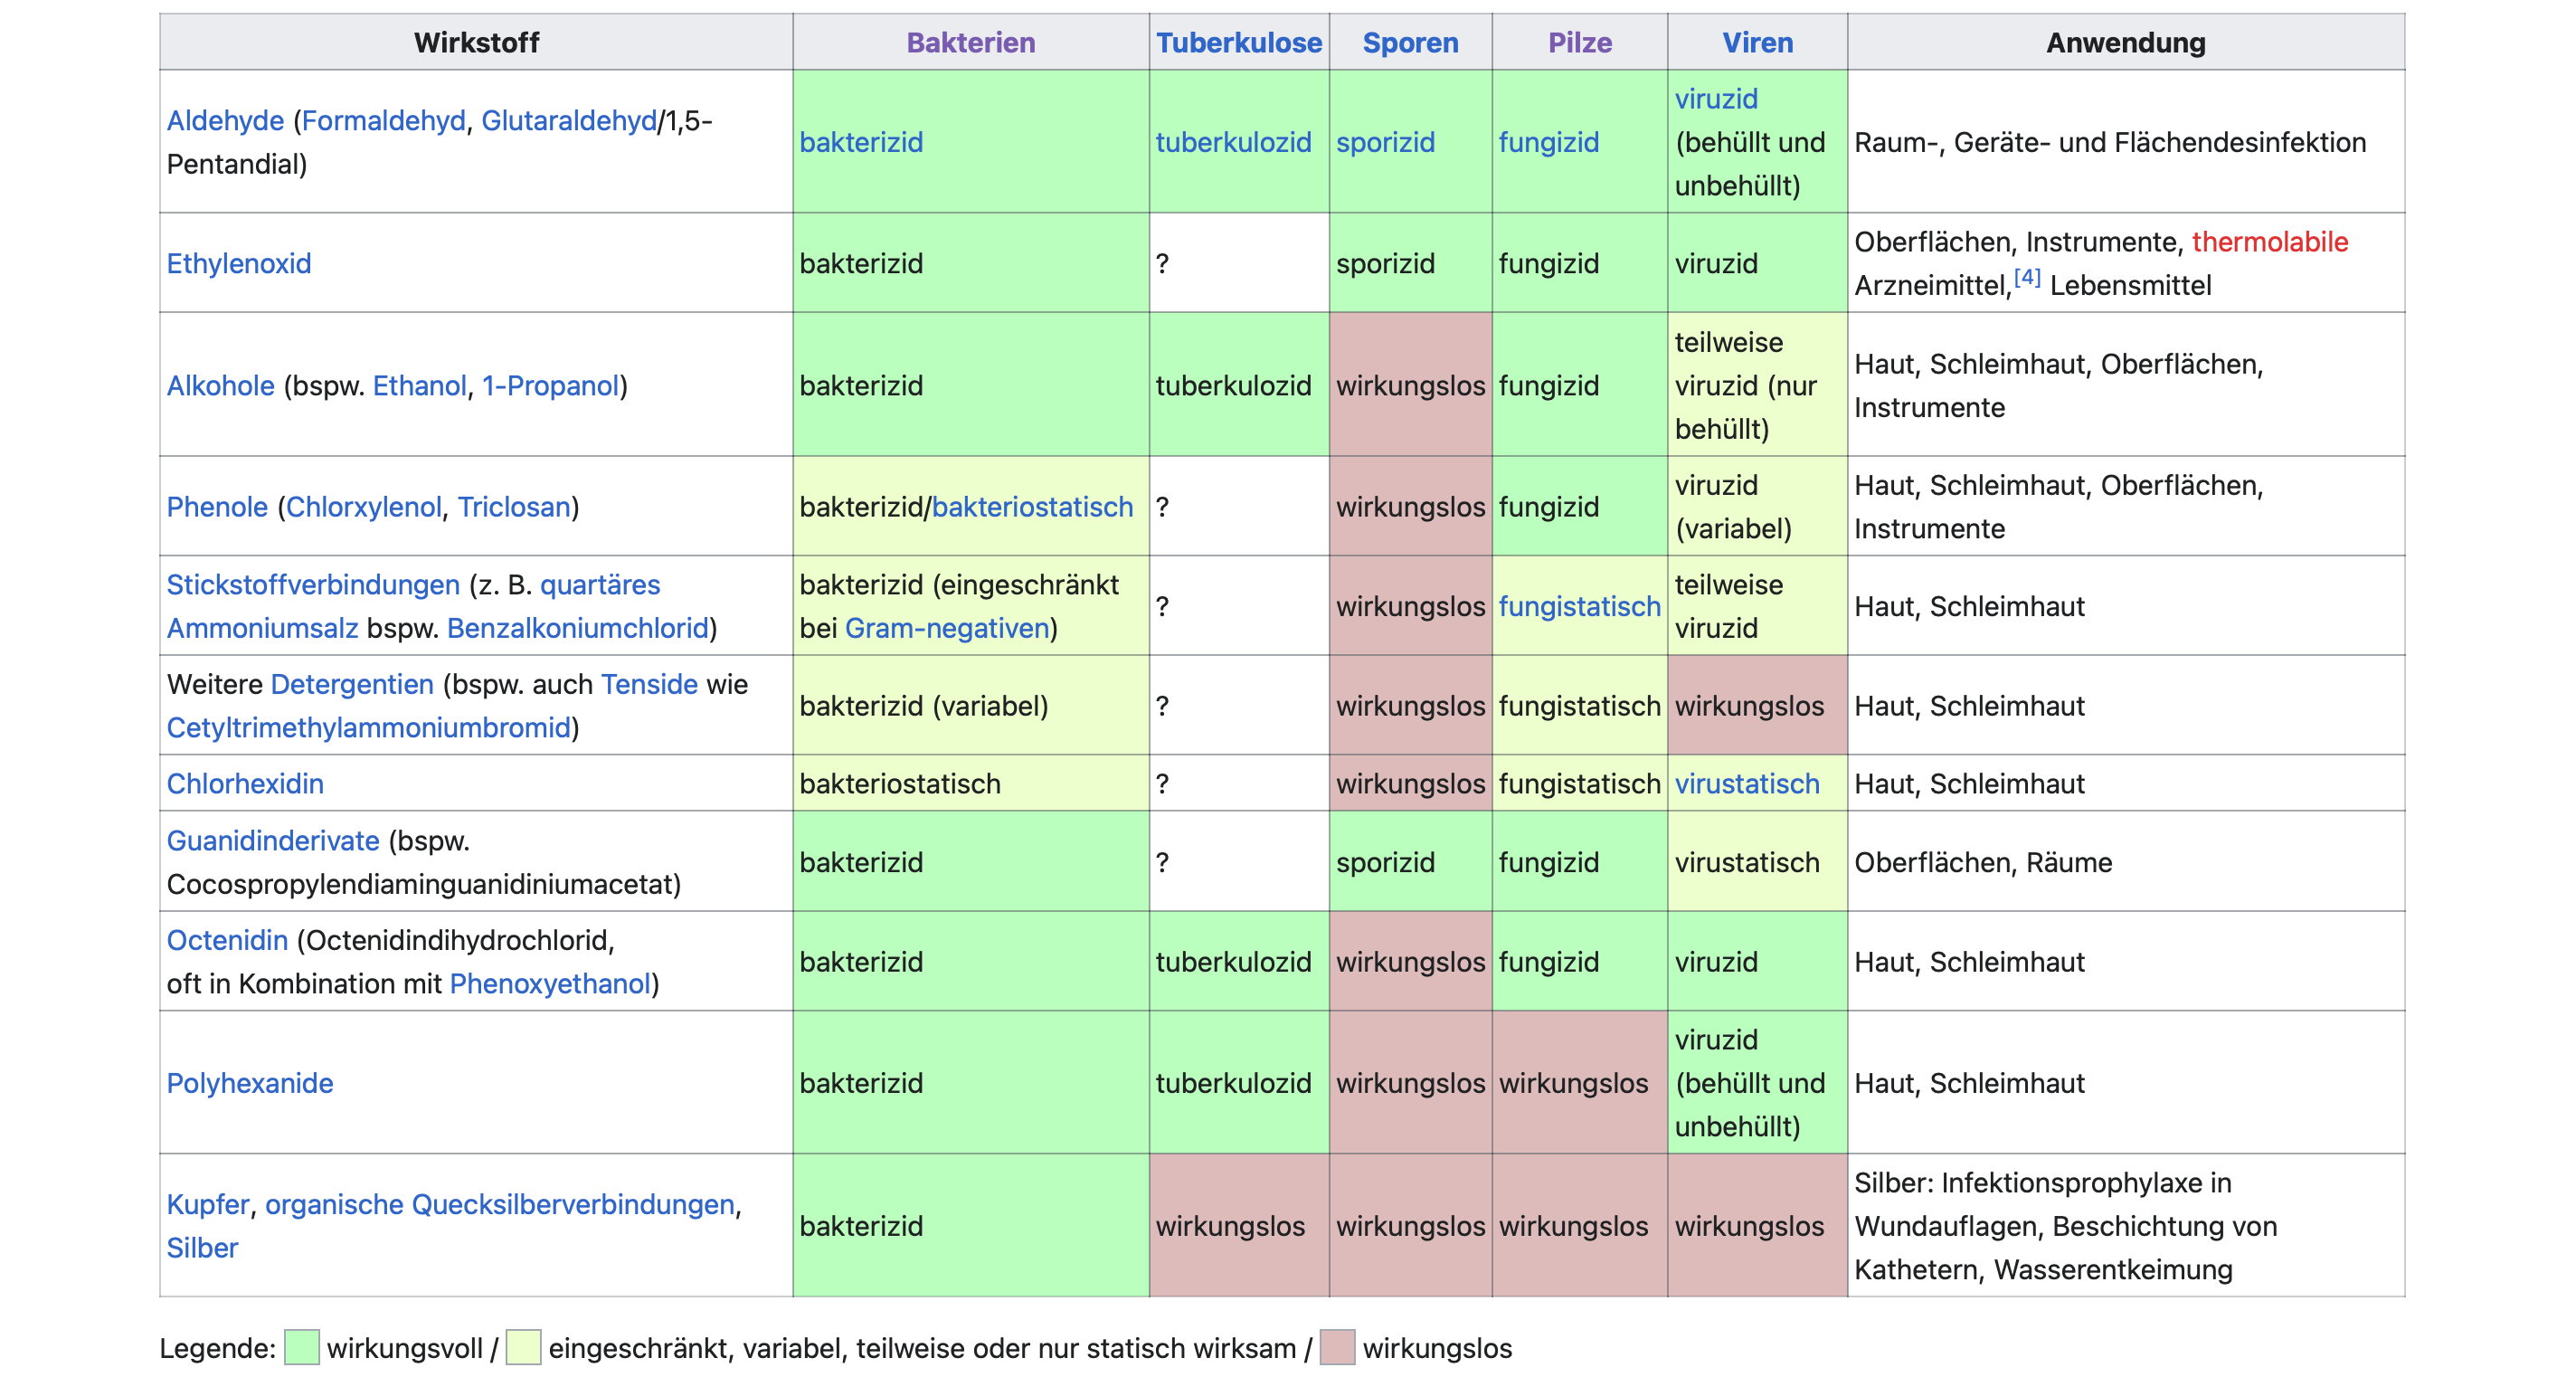 Wirkstoff Bakterien Tuberkulose Sporen Pilze Viren Anwendung
Aldehyde (Formaldehyd, Glutaraldehyd/1,5-
Pentandial)
bakterizid
tuberkulozid
sporizid
fungizid
viruzid
(behüllt und
unbehüllt)
Raum-, Geräte- und Flächendesinfektion
Ethylenoxid
bakterizid
?
sporizid
fungizid
viruzid
Oberflächen, Instrumente, thermolabile
Arzneimittel,[4] Lebensmittel
Alkohole (bspw. Ethanol, 1-Propanol)
bakterizid
tuberkulozid
wirkungslos
fungizid
teilweise
viruzid (nur
behüllt)
Haut, Schleimhaut, Oberflächen,
Instrumente
Phenole (Chlorxylenol, Triclosan)
bakterizid/bakteriostatisch
?
wirkungslos
fungizid
viruzid
(variabel)
Haut, Schleimhaut, Oberflächen,
Instrumente
Stickstoffverbindungen (z. B. quartäres
Ammoniumsalz bspw. Benzalkoniumchlorid)
bakterizid (eingeschränkt
bei Gram-negativen)
?
wirkungslos
fungistatisch
teilweise
viruzid
Haut, Schleimhaut
Weitere Detergentien (bspw. auch Tenside wie
Cetyltrimethylammoniumbromid)
bakterizid (variabel)
?
wirkungslos
fungistatisch
wirkungslos
Haut, Schleimhaut
Chlorhexidin
bakteriostatisch
?
wirkungslos
fungistatisch
virustatisch
Haut, Schleimhaut
Guanidinderivate (bspw.
Cocospropylendiaminguanidiniumacetat)
bakterizid
?
sporizid
fungizid
virustatisch
Oberflächen, Räume
Octenidin (Octenidindihydrochlorid,
oft in Kombination mit Phenoxyethanol)
bakterizid
tuberkulozid
wirkungslos
fungizid
viruzid
Haut, Schleimhaut
Polyhexanide
bakterizid
tuberkulozid
wirkungslos
wirkungslos
viruzid
(behüllt und
unbehüllt)
Haut, Schleimhaut
Kupfer, organische Quecksilberverbindungen,
Silber
bakterizid
wirkungslos
wirkungslos
wirkungslos
wirkungslos
Silber: Infektionsprophylaxe in
Wundauflagen, Beschichtung von
Kathetern, Wasserentkeimung
Legende: wirkungsvoll / eingeschränkt, variabel, teilweise oder nur statisch wirksam / wirkungslos